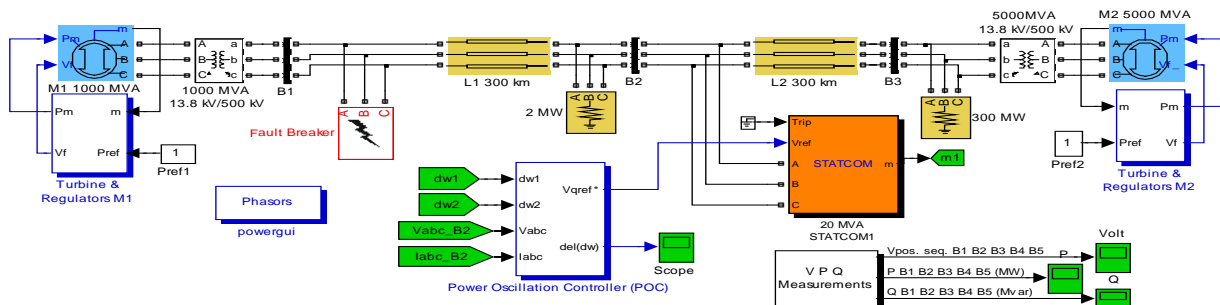 m
Pm
A
B
C
Vf
M1 1000 MVA
A
a
B
b
C
c
1000 MVA
13.8 kV/500 kV
B1
Pm
m
Vf
Pref
1
Pref1
Turbine &
Regulators M1
A
B
C
Fault Breaker
L1 300 km
A
B
C
2 MW
B2
L2 300 km
B3
A
B
C
300 MW
5000MVA
13.8 kV/500 kV
a
A
b
B
c
C
M2 5000 MVA
m
A
B
C
Pm
Vf_
m
Pm
Pref
Vf
1
Pref2
Turbine &
Regulators M2
Phasors
powergui
dw1
dw2
Vabc_B2
Iabc_B2
dw1
dw2
Vabc
Iabc
Vqref*
del(dw)
Power Oscillation Controller (POC)
Scope
Trip
Vref
A
B
C
STATCOM
m
m1
20 MVA
STATCOM1
V P Q
Measurements
Vpos. seq. B1 B2 B3 B4 B5
P B1 B2 B3 B4 B5 (MW)
Q B1 B2 B3 B4 B5 (Mvar)
Volt
P
Q